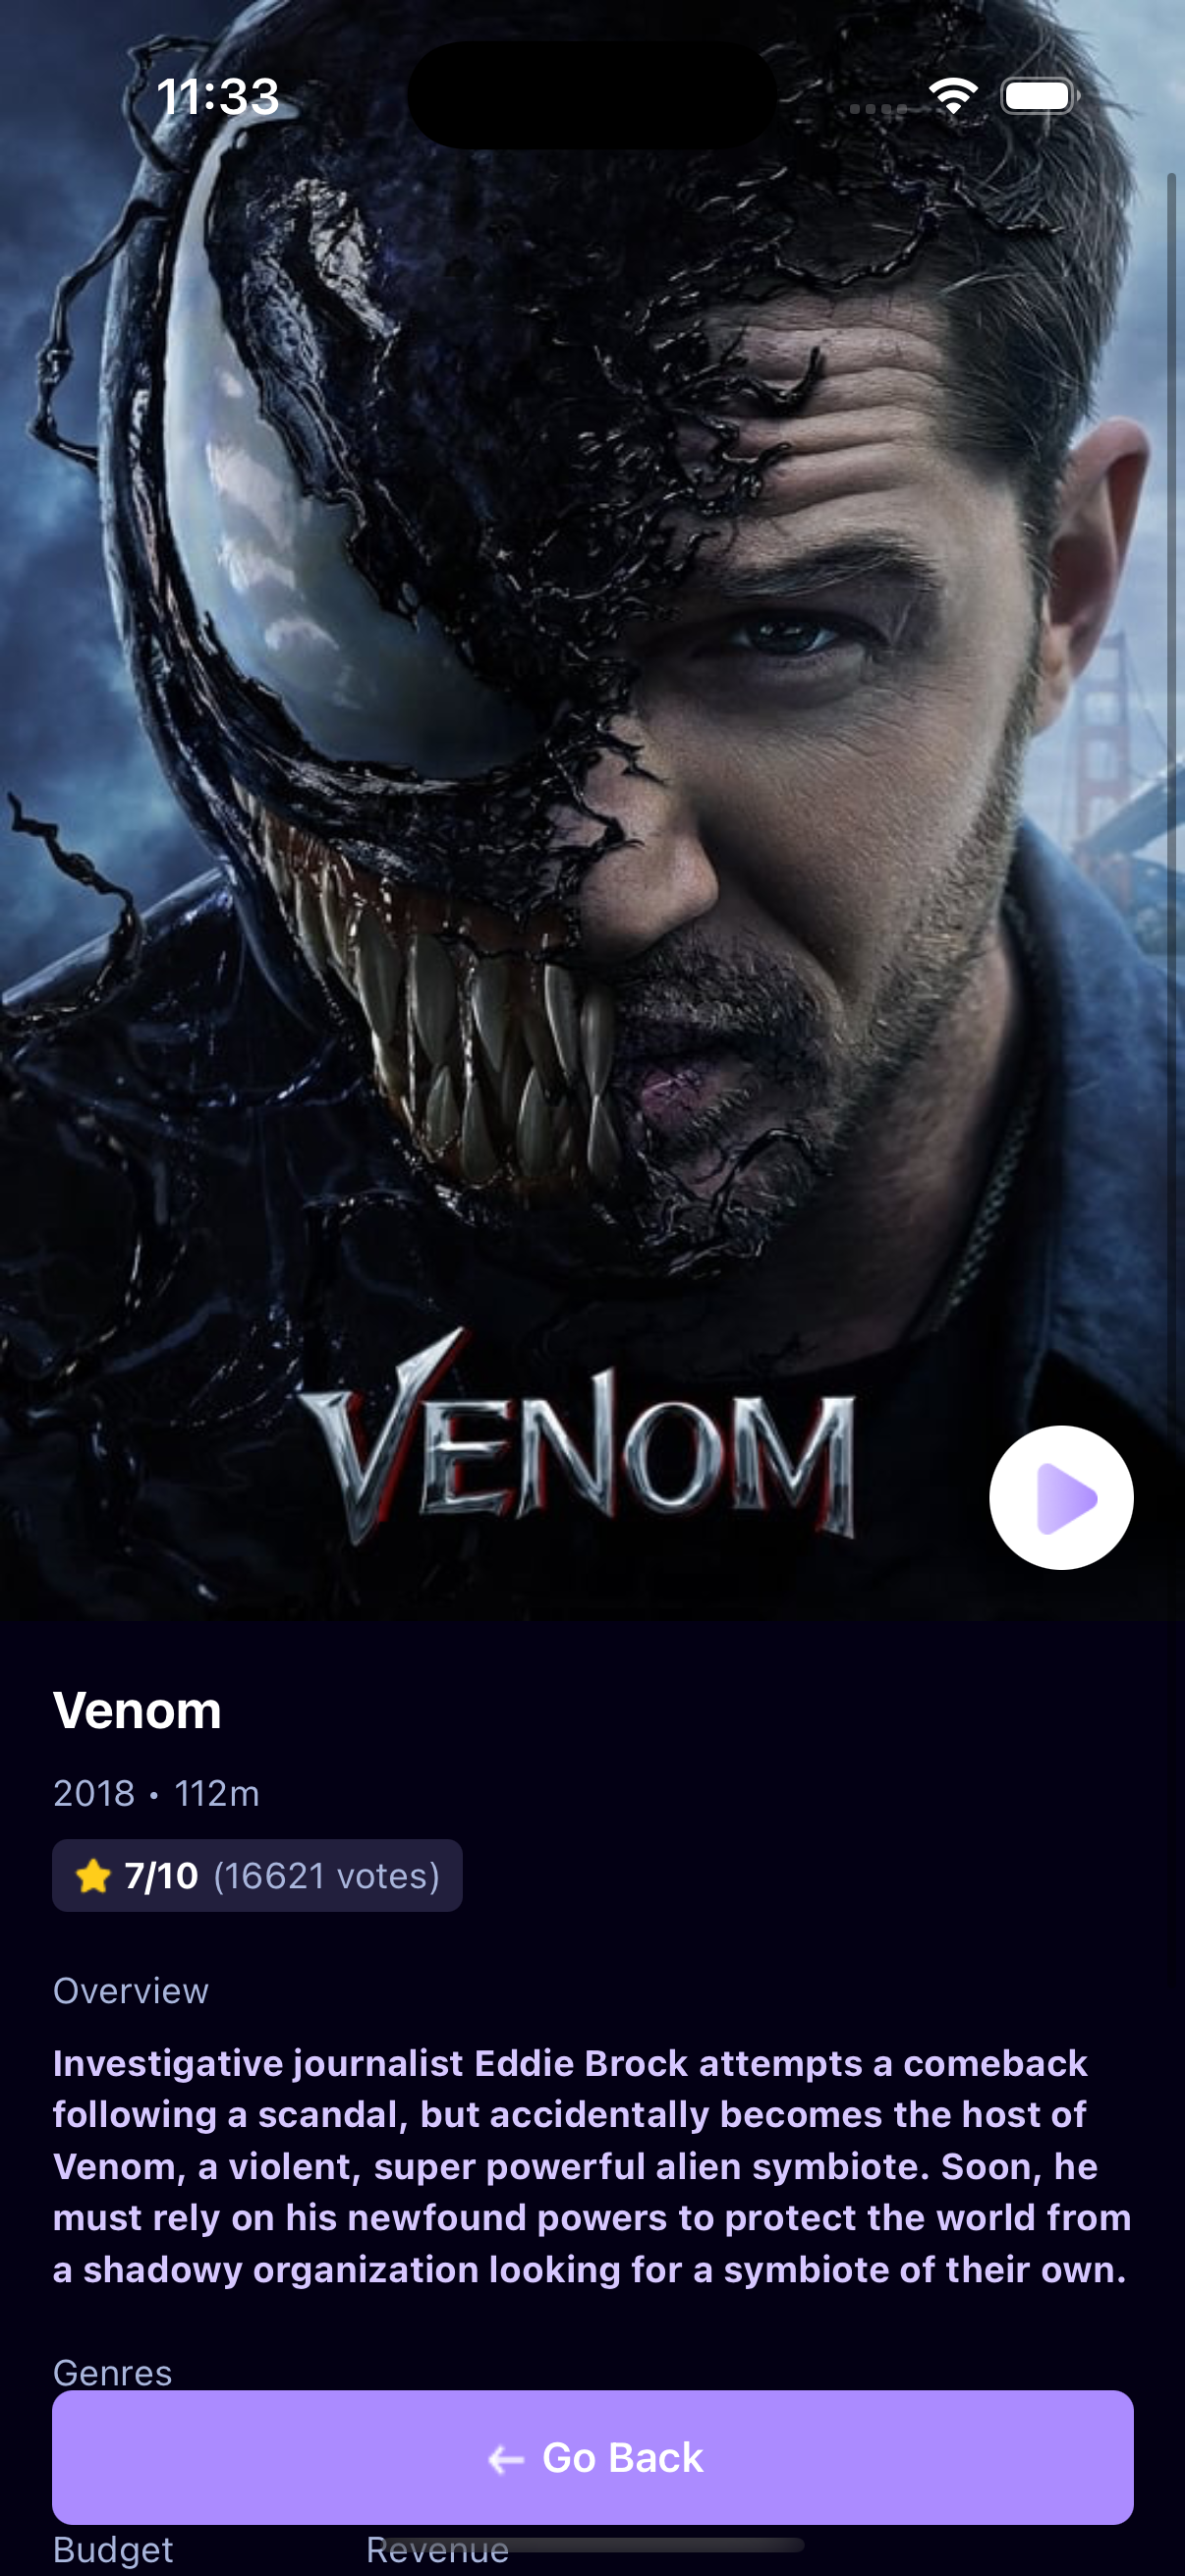 11:33
VENOM
Venom
2018 • 112m
7/10 (16621 votes)
Overview
Investigative journalist Eddie Brock attempts a comeback
following a scandal, but accidentally becomes the host of
Venom, a violent, super powerful alien symbiote. Soon, he
must rely on his newfound powers to protect the world from
a shadowy organization looking for a symbiote of their own.
Genres
← Go Back
Budget Revenue